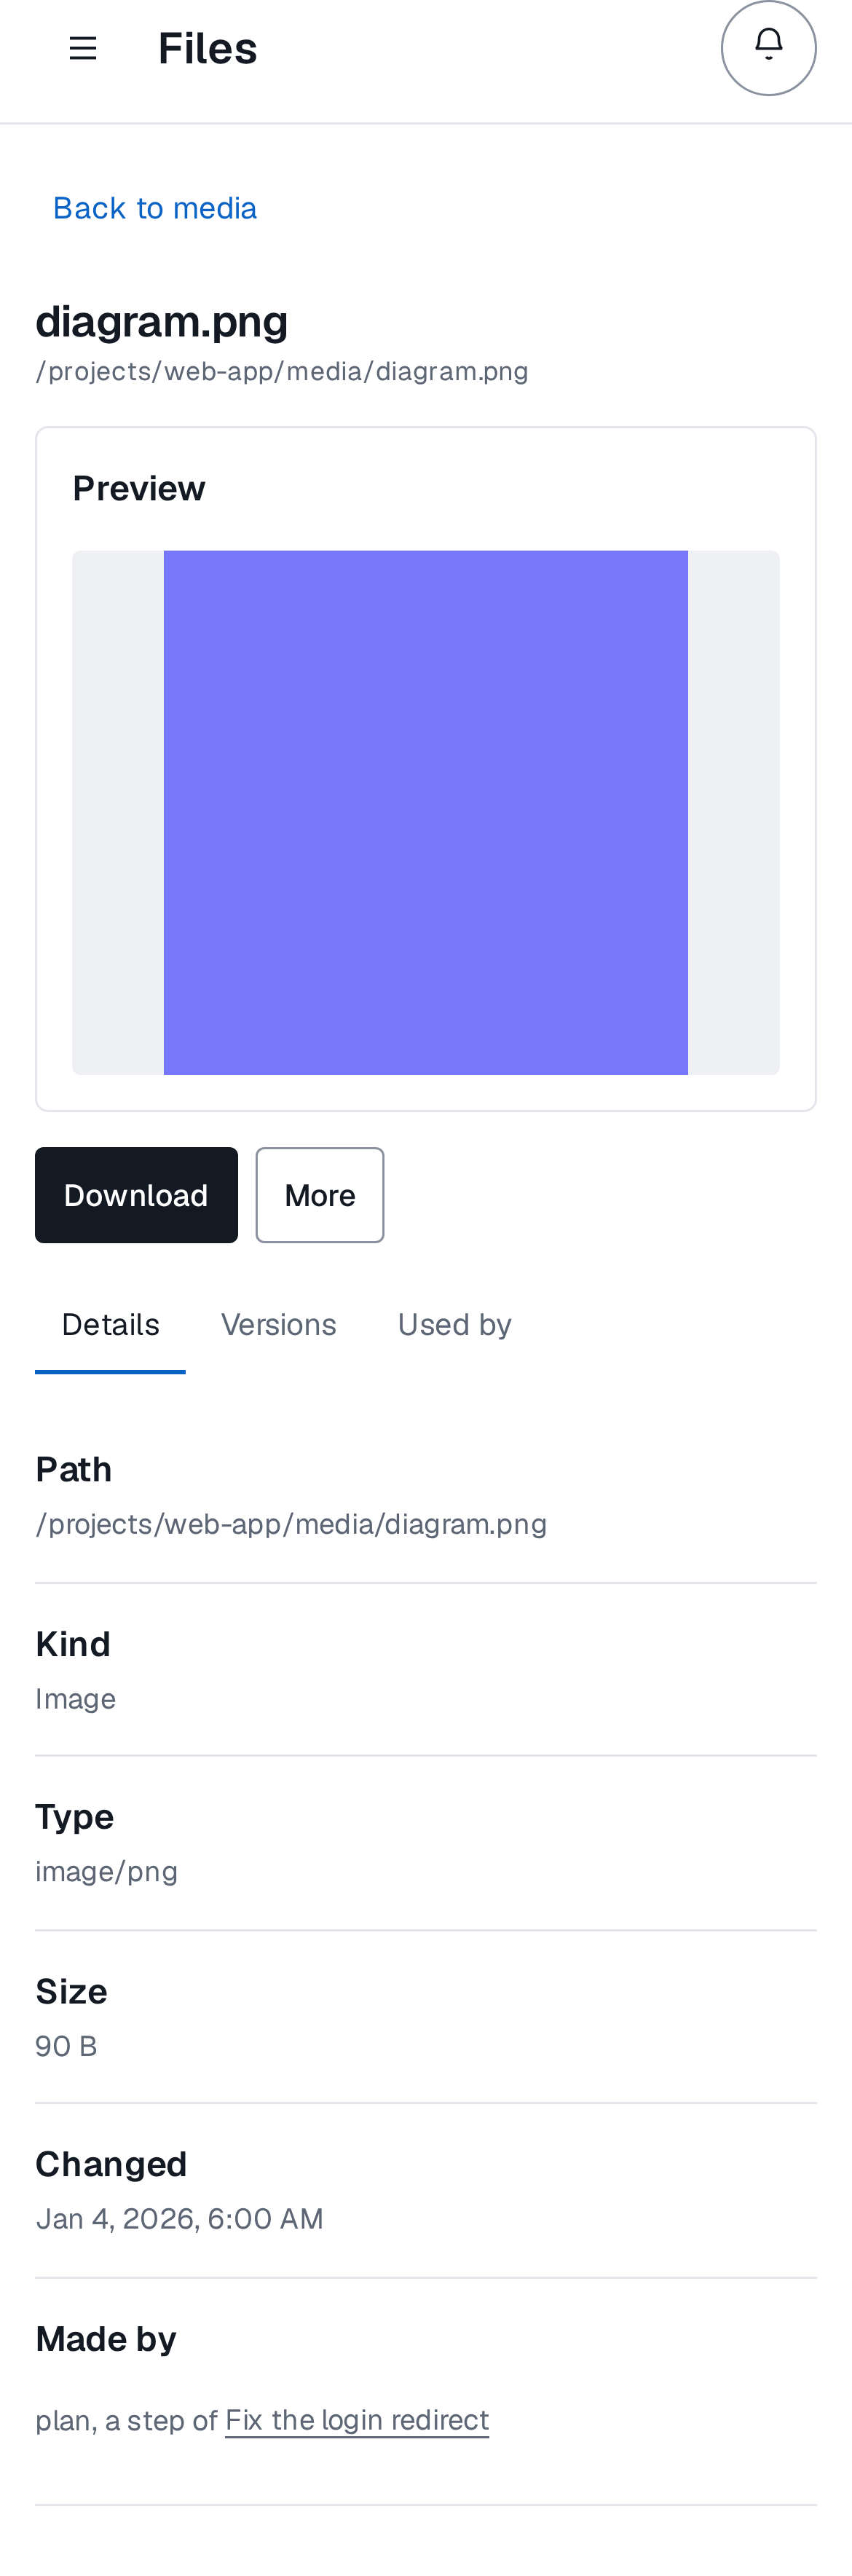 Files
Back to media
diagram.png
/projects/web-app/media/diagram.png
Preview
Download
More
Details
Versions
Used by
Path
/projects/web-app/media/diagram.png
Kind
Image
Type
image/png
Size
90 B
Changed
Jan 4, 2026, 6:00 AM
Made by
plan, a step of Fix the login redirect